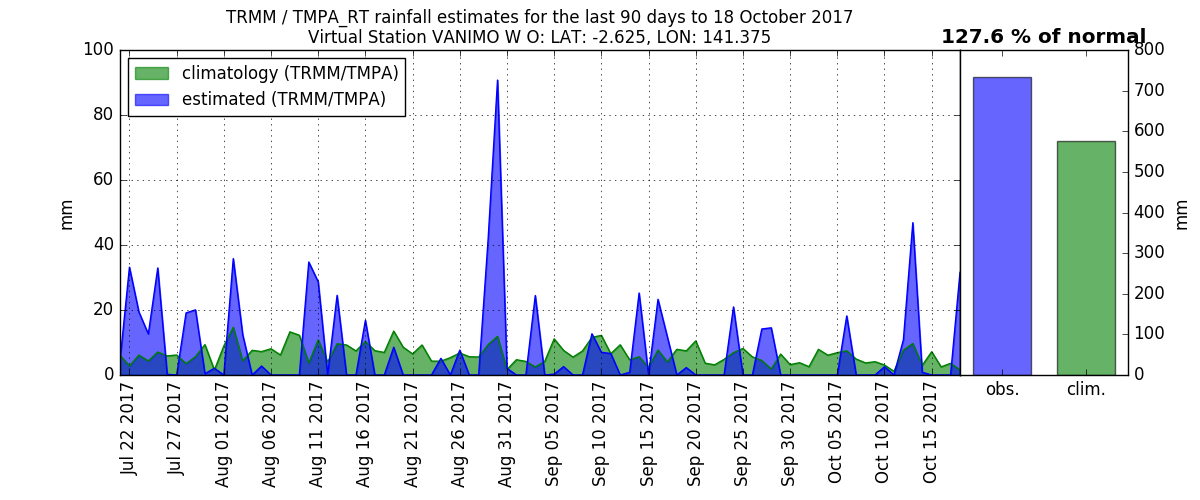 TRMM / TMPA_RT rainfall estimates for the last 90 days to 18 October 2017
Virtual Station VANIMO W O: LAT: -2.625, LON: 141.375
127.6 % of normal
climatology (TRMM/TMPA)
estimated (TRMM/TMPA)
mm
100
80
60
40
20
0
Jul 22 2017
Jul 27 2017
Aug 01 2017
Aug 06 2017
Aug 11 2017
Aug 16 2017
Aug 21 2017
Aug 26 2017
Aug 31 2017
Sep 05 2017
Sep 10 2017
Sep 15 2017
Sep 20 2017
Sep 25 2017
Sep 30 2017
Oct 05 2017
Oct 10 2017
Oct 15 2017
obs.
clim.
800
700
600
500
400
300
200
100
0
mm